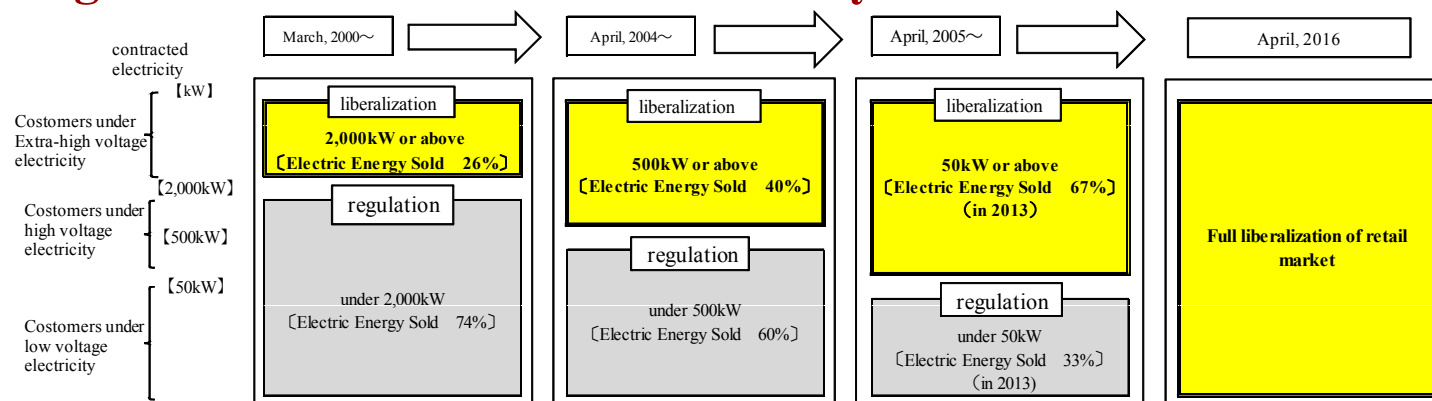 March, 2000～
April, 2004～
April, 2005～
April, 2016
contracted
electricity
【kW】
Costomers under
Extra-high voltage
electricity
【2,000kW】
Costomers under
high voltage
electricity
【500kW】
【50kW】
Costomers under
low voltage
electricity
liberalization
2,000kW or above
〔Electric Energy Sold 26%〕
regulation
under 2,000kW
〔Electric Energy Sold 74%〕
liberalization
500kW or above
〔Electric Energy Sold 40%〕
regulation
under 500kW
〔Electric Energy Sold 60%〕
liberalization
50kW or above
〔Electric Energy Sold 67%〕
（in 2013）
regulation
under 50kW
〔Electric Energy Sold 33%〕
（in 2013)
Full liberalization of retail
market